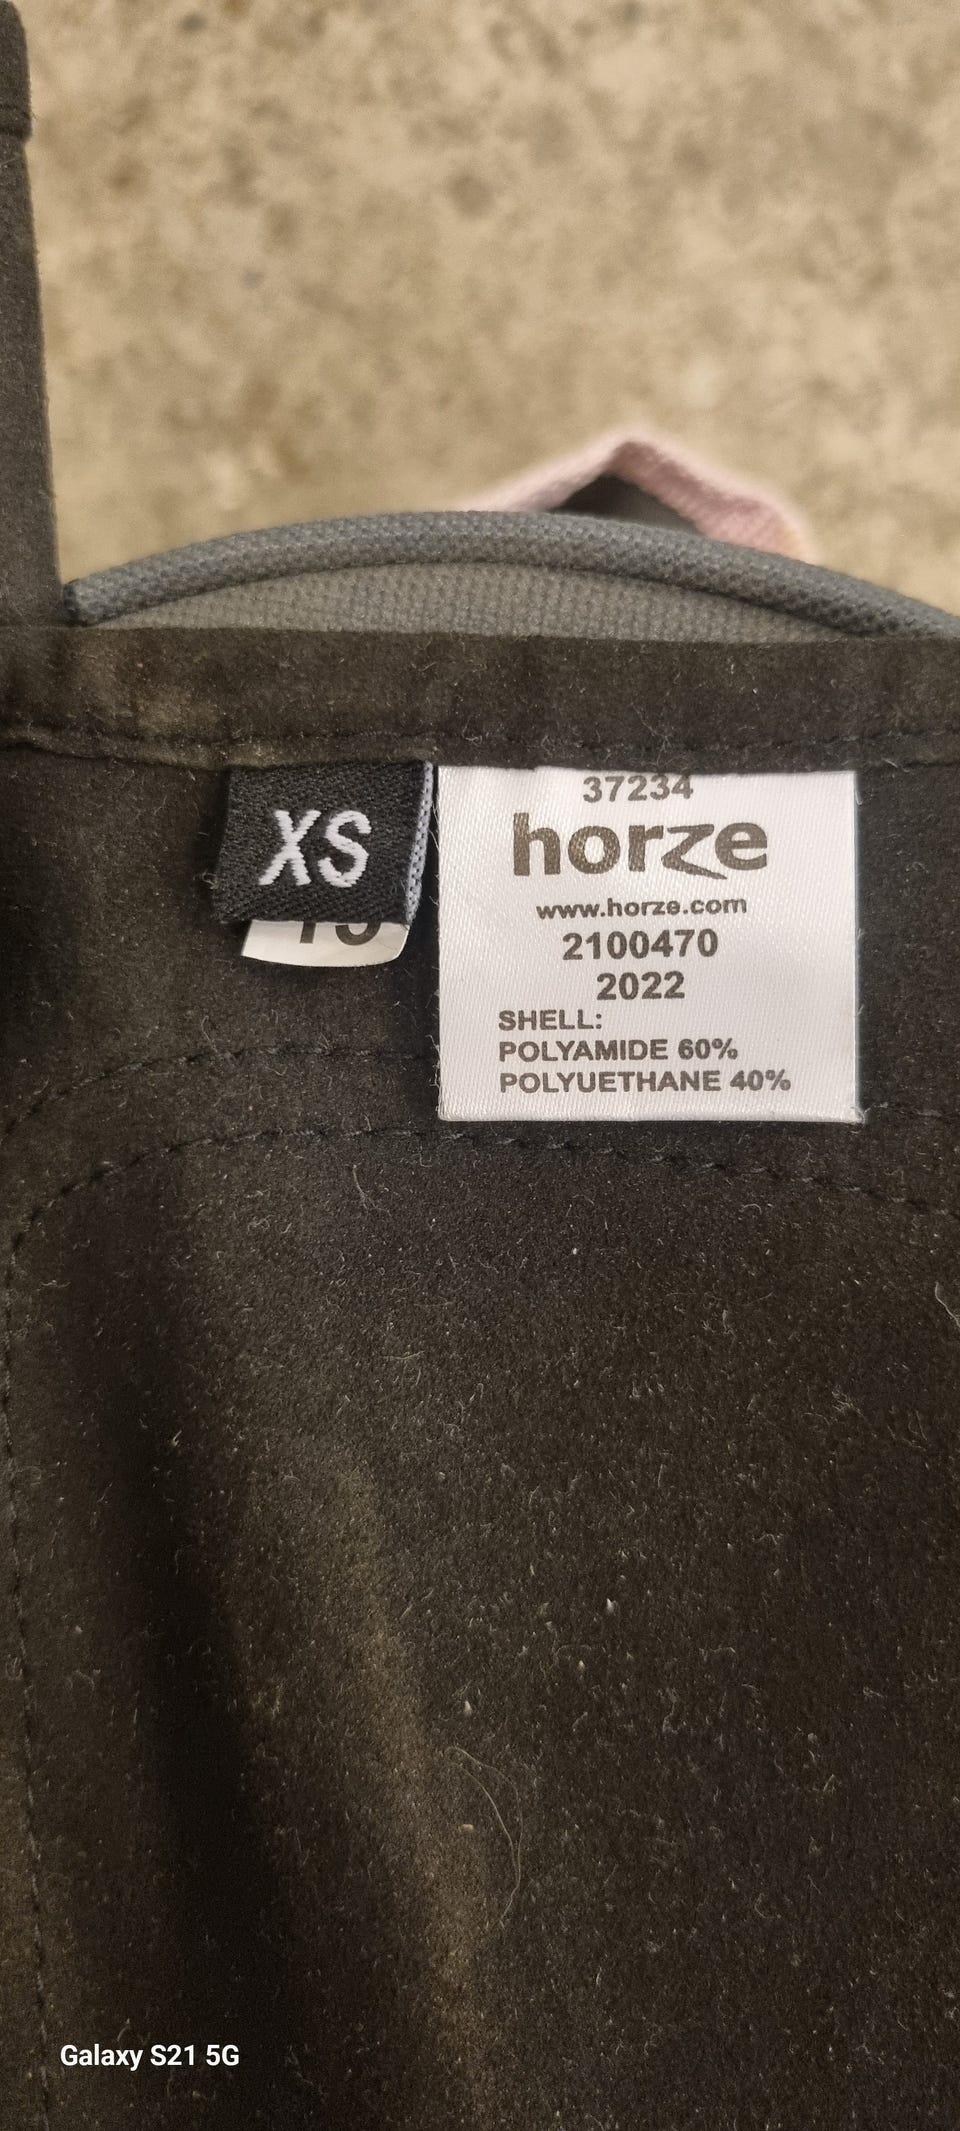 XS
37234
horze
www.horze.com
2100470
2022
SHELL:
POLYAMIDE 60%
POLYUETHANE 40%
Galaxy S21 5G